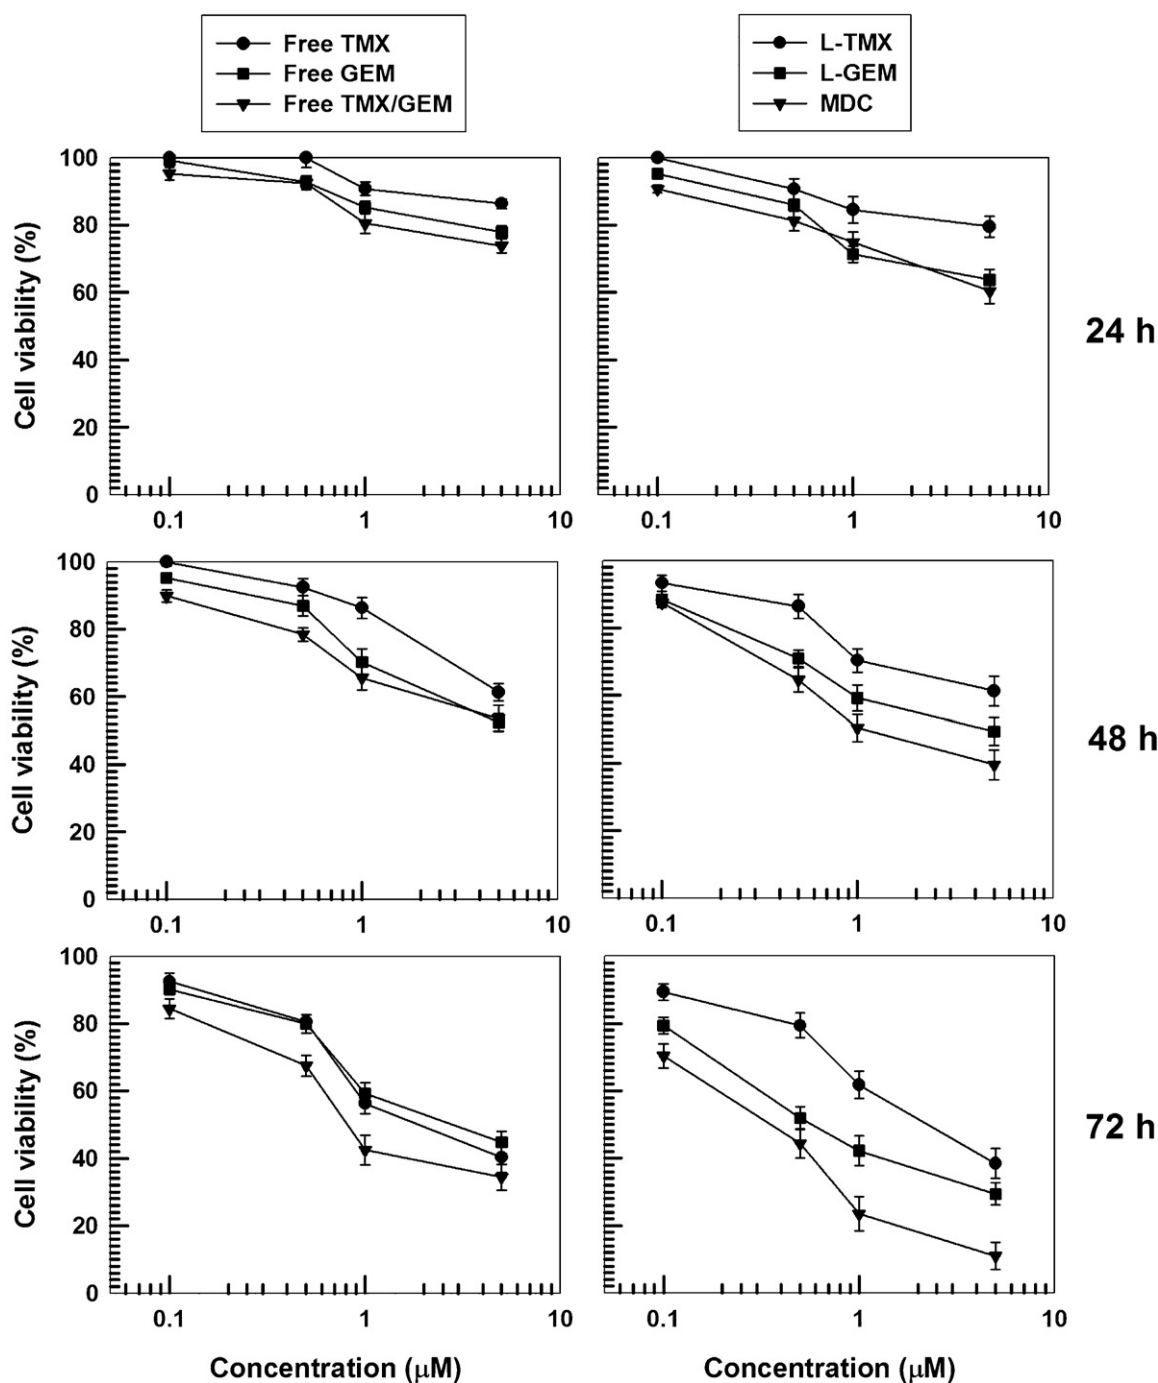 Free TMX
Free GEM
Free TMX/GEM
L-TMX
L-GEM
MDC
Cell viability (%)
100
80
60
40
20
0
0.1 1 10
0.1 1 10
24 h
Cell viability (%)
100
80
60
40
20
0
0.1 1 10
0.1 1 10
48 h
Cell viability (%)
100
80
60
40
20
0
0.1 1 10
0.1 1 10
72 h
Concentration (μM)
Concentration (μM)